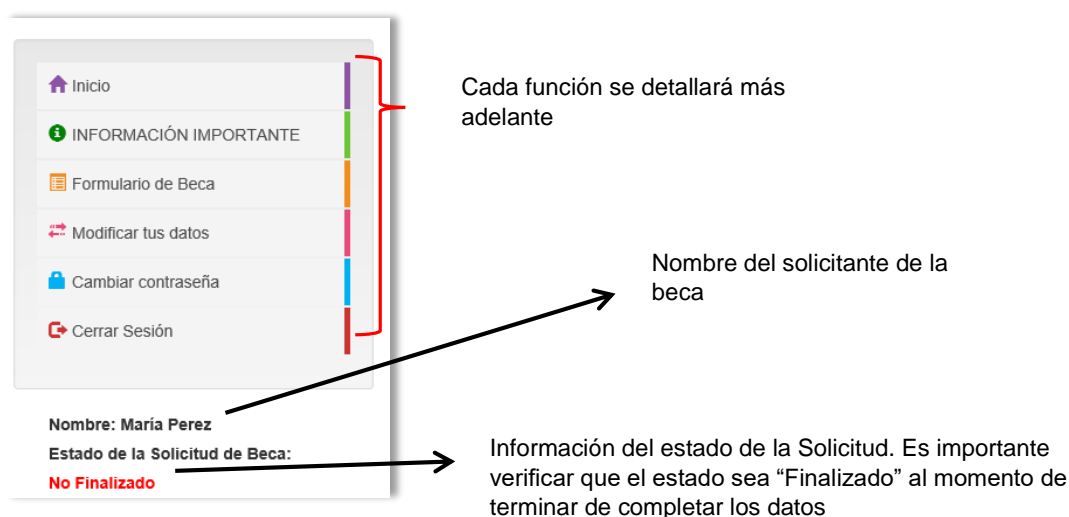 Inicio
INFORMACIÓN IMPORTANTE
Formulario de Beca
Modificar tus datos
Cambiar contraseña
Cerrar Sesión
Cada función se detallará más
adelante
Nombre del solicitante de la
beca
Nombre: María Perez
Estado de la Solicitud de Beca:
No Finalizado
Información del estado de la Solicitud. Es importante
verificar que el estado sea “Finalizado” al momento de
terminar de completar los datos